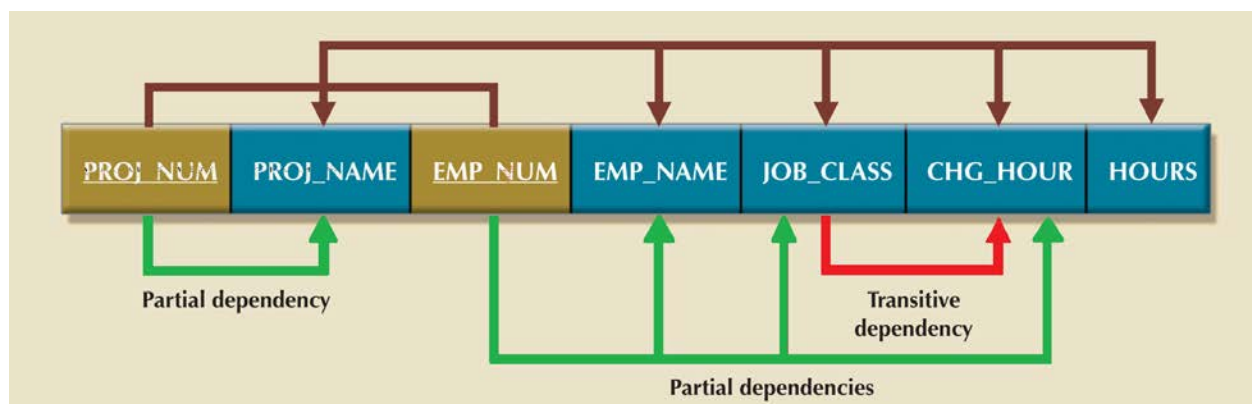 PROJ_NUM PROJ_NAME EMP_NUM EMP_NAME JOB_CLASS CHG_HOUR HOURS
Partial dependency
Transitive
dependency
Partial dependencies